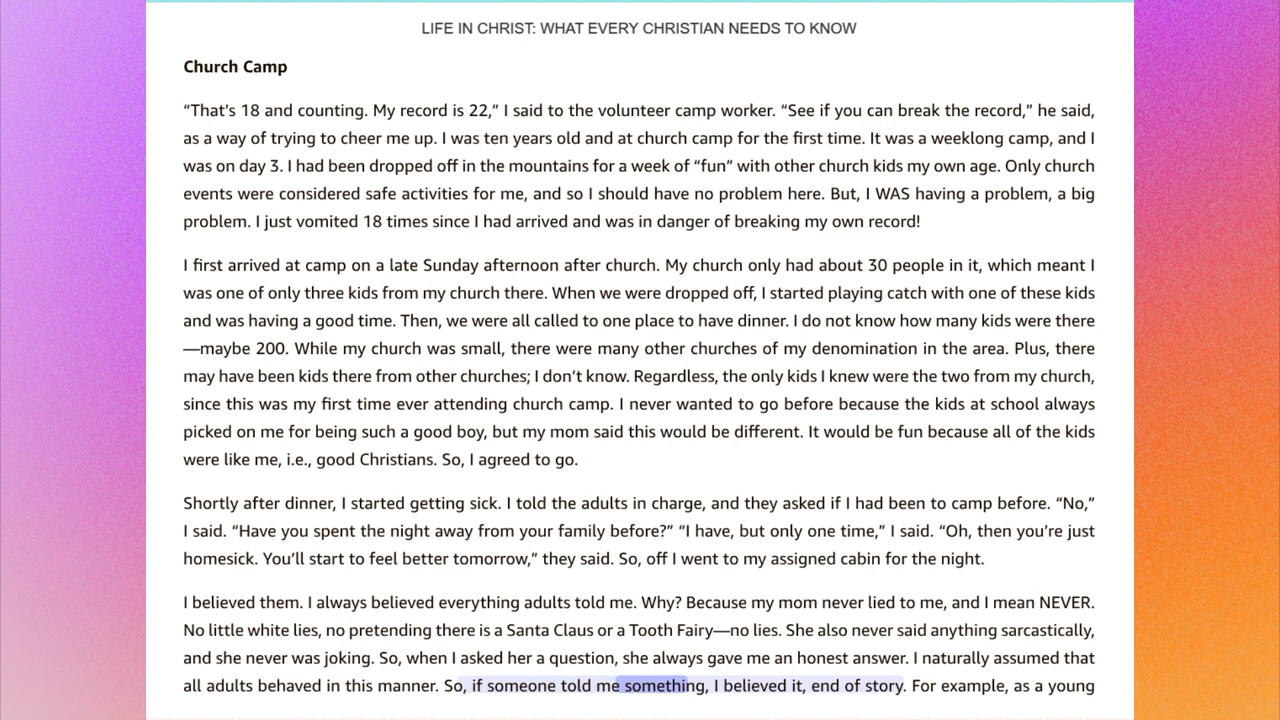 LIFE IN CHRIST: WHAT EVERY CHRISTIAN NEEDS TO KNOW
Church Camp
“That’s 18 and counting. My record is 22,” I said to the volunteer camp worker. “See if you can break the record,” he said,
as a way of trying to cheer me up. I was ten years old and at church camp for the first time. It was a weeklong camp, and I
was on day 3. I had been dropped off in the mountains for a week of “fun” with other church kids my own age. Only church
events were considered safe activities for me, and so I should have no problem here. But, I WAS having a problem, a big
problem. I just vomited 18 times since I had arrived and was in danger of breaking my own record!
I first arrived at camp on a late Sunday afternoon after church. My church only had about 30 people in it, which meant I
was one of only three kids from my church there. When we were dropped off, I started playing catch with one of these kids
and was having a good time. Then, we were all called to one place to have dinner. I do not know how many kids were there
—maybe 200. While my church was small, there were many other churches of my denomination in the area. Plus, there
may have been kids there from other churches; I don’t know. Regardless, the only kids I knew were the two from my church,
since this was my first time ever attending church camp. I never wanted to go before because the kids at school always
picked on me for being such a good boy, but my mom said this would be different. It would be fun because all of the kids
were like me, i.e., good Christians. So, I agreed to go.
Shortly after dinner, I started getting sick. I told the adults in charge, and they asked if I had been to camp before. “No,”
I said. “Have you spent the night away from your family before?” “I have, but only one time,” I said. “Oh, then you’re just
homesick. You’ll start to feel better tomorrow,” they said. So, off I went to my assigned cabin for the night.
I believed them. I always believed everything adults told me. Why? Because my mom never lied to me, and I mean NEVER.
No little white lies, no pretending there is a Santa Claus or a Tooth Fairy—no lies. She also never said anything sarcastically,
and she never was joking. So, when I asked her a question, she always gave me an honest answer. I naturally assumed that
all adults behaved in this manner. So, if someone told me something, I believed it, end of story. For example, as a young